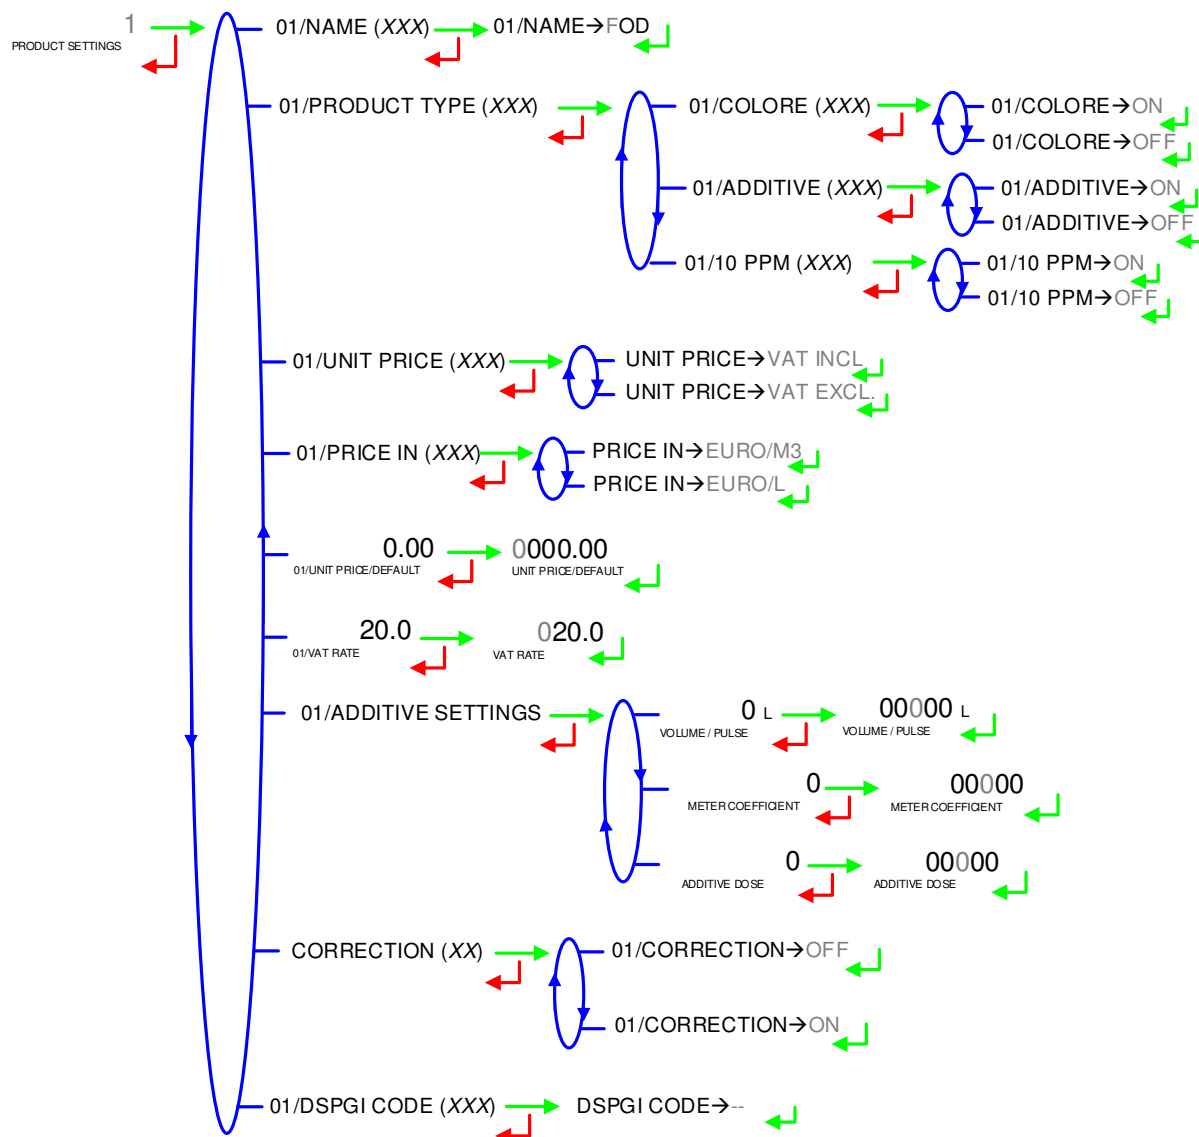 1
PRODUCT SETTINGS
01/NAME (XXX) 01/NAME→FOD
01/PRODUCT TYPE (XXX)
01/COLORE (XXX) 01/COLORE→ON
01/COLORE→OFF
01/ADDITIVE (XXX) 01/ADDITIVE→ON
01/ADDITIVE→OFF
01/10 PPM (XXX) 01/10 PPM→ON
01/10 PPM→OFF
01/UNIT PRICE (XXX) UNIT PRICE→VAT INCL
UNIT PRICE→VAT EXCL.
01/PRICE IN (XXX) PRICE IN→EURO/M3
PRICE IN→EURO/L
0.00 0000.00
01/UNIT PRICE/DEFAULT UNIT PRICE/DEFAULT
20.0 020.0
01/VAT RATE VAT RATE
01/ADDITIVE SETTINGS
0 L 00000 L
VOLUME / PULSE VOLUME / PULSE
0 00000
METER COEFFICIENT METER COEFFICIENT
0 00000
ADDITIVE DOSE ADDITIVE DOSE
CORRECTION (XX) 01/CORRECTION→OFF
01/CORRECTION→ON
01/DSPGI CODE (XXX) DSPGI CODE→--